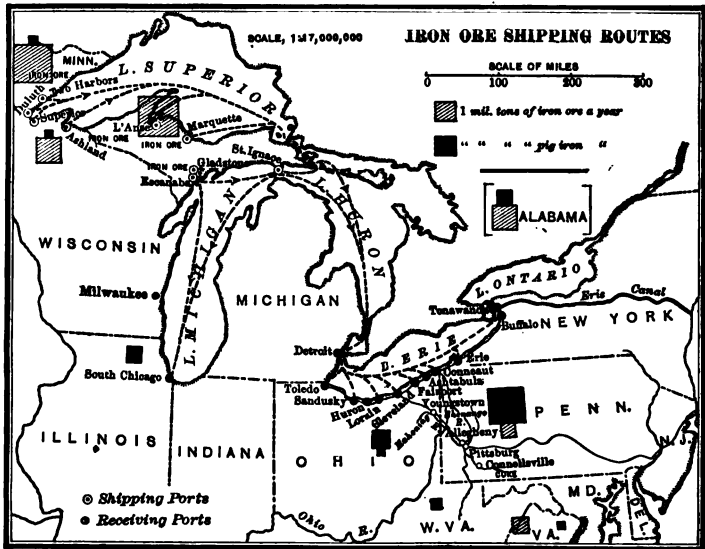 IRON ORE SHIPPING ROUTES
SCALE, 1:17,000,000
SCALE OF MILES
0 100 200 300
1 mil. tons of iron ore a year
" " " " pig iron "
ALABAMA
MINN.
IRON ORE
Two Harbors
Duluth
Superior
Ashland
L. SUPERIOR
L'Anse
IRON ORE
IRON ORE
Marquette
IRON ORE
Gladstone
Escanaba
St. Ignace
L. HURON
L. MICHIGAN
WISCONSIN
Milwaukee
MICHIGAN
L. ONTARIO
Erie Canal
Tonawanda
Buffalo
NEW YORK
Detroit
L. ERIE
Erie
Conneaut
Ashtabula
Fairport
Toledo
Sandusky
Huron
Lorain
Cleveland
Youngstown
Mahoning
R.
Allegheny
Pittsburg
Connellsville
COKE
South Chicago
PENN.
N.J.
ILLINOIS
INDIANA
OHIO
MD.
DEL.
W. VA.
VA.
Ohio R.
Shipping Ports
Receiving Ports